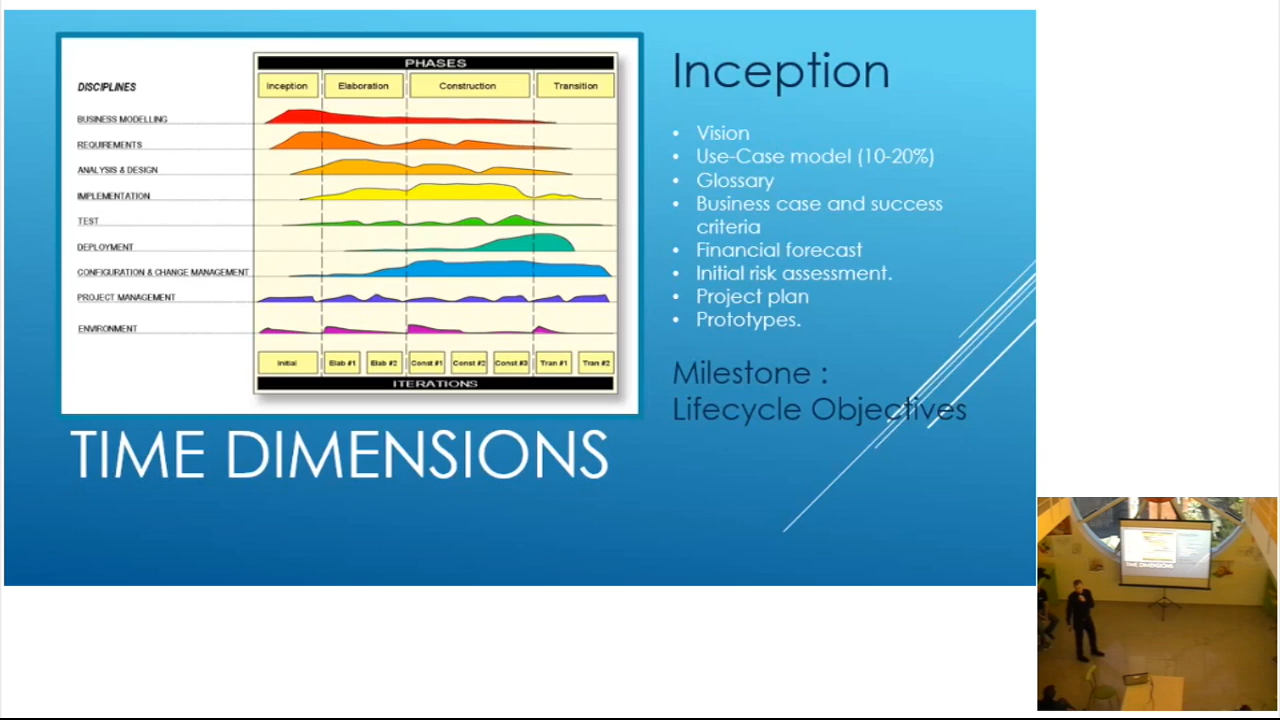 PHASES
DISCIPLINES
Inception
Elaboration
Construction
Transition
BUSINESS MODELLING
REQUIREMENTS
ANALYSIS & DESIGN
IMPLEMENTATION
TEST
DEPLOYMENT
CONFIGURATION & CHANGE MANAGEMENT
PROJECT MANAGEMENT
ENVIRONMENT
Initial
Elab #1
Elab #2
Const #1
Const #2
Const #3
Tran #1
Tran #2
ITERATIONS
TIME DIMENSIONS
Inception
• Vision
• Use-Case model (10-20%)
• Glossary
• Business case and success
criteria
• Financial forecast
• Initial risk assessment.
• Project plan
• Prototypes.
Milestone :
Lifecycle Objectives
TIME DIMENSIONS